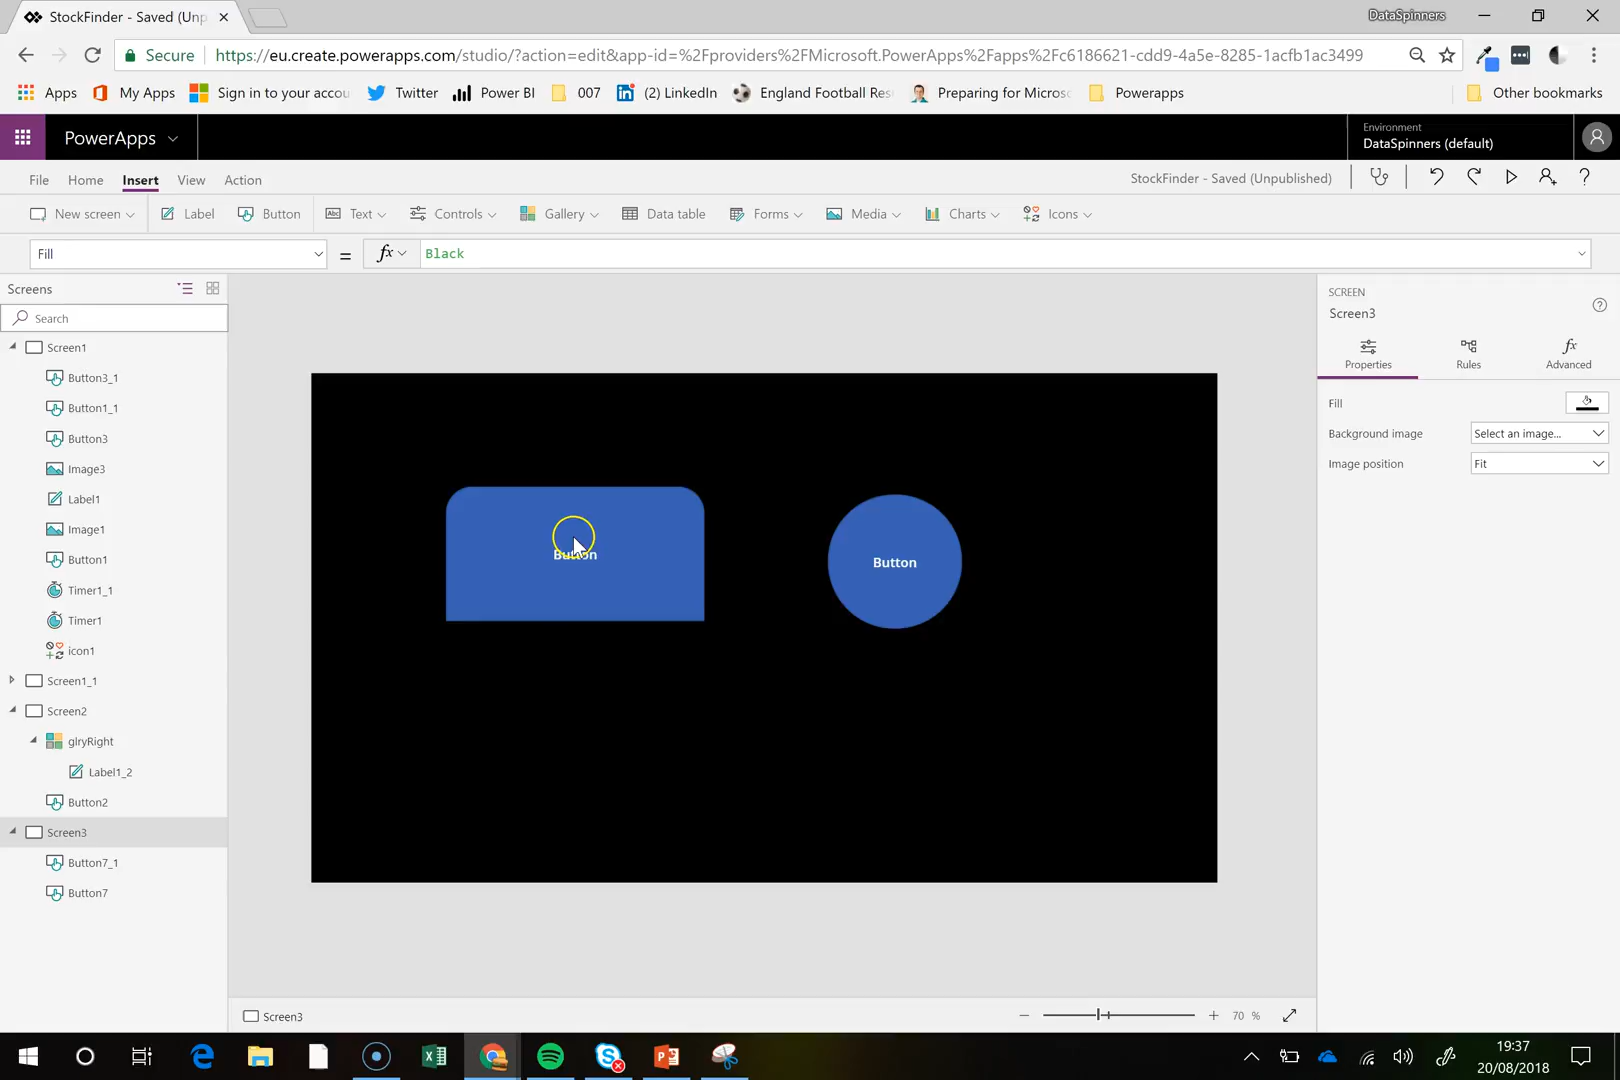 StockFinder - Saved (Unp
DataSpinners
Secure
https://eu.create.powerapps.com/studio/?action=edit&app-id=%2Fproviders%2FMicrosoft.PowerApps%2Fapps%2Fc6186621-cdd9-4a5e-8285-1acfb1ac3499
Apps
My Apps
Sign in to your accou
Twitter
Power BI
007
(2) LinkedIn
England Football Res
Preparing for Micros
Powerapps
Other bookmarks
PowerApps
Environment
DataSpinners (default)
File
Home
Insert
View
Action
StockFinder - Saved (Unpublished)
New screen
Label
Button
Text
Controls
Gallery
Data table
Forms
Media
Charts
Icons
Fill
=
fx
Black
Screens
Search
Screen1
Button3_1
Button1_1
Button3
Image3
Label1
Image1
Button1
Timer1_1
Timer1
icon1
Screen1_1
Screen2
glryRight
Label1_2
Button2
Screen3
Button7_1
Button7
Button
Button
SCREEN
Screen3
Properties
Rules
Advanced
Fill
Background image
Select an image...
Image position
Fit
Screen3
70 %
19:37
20/08/2018